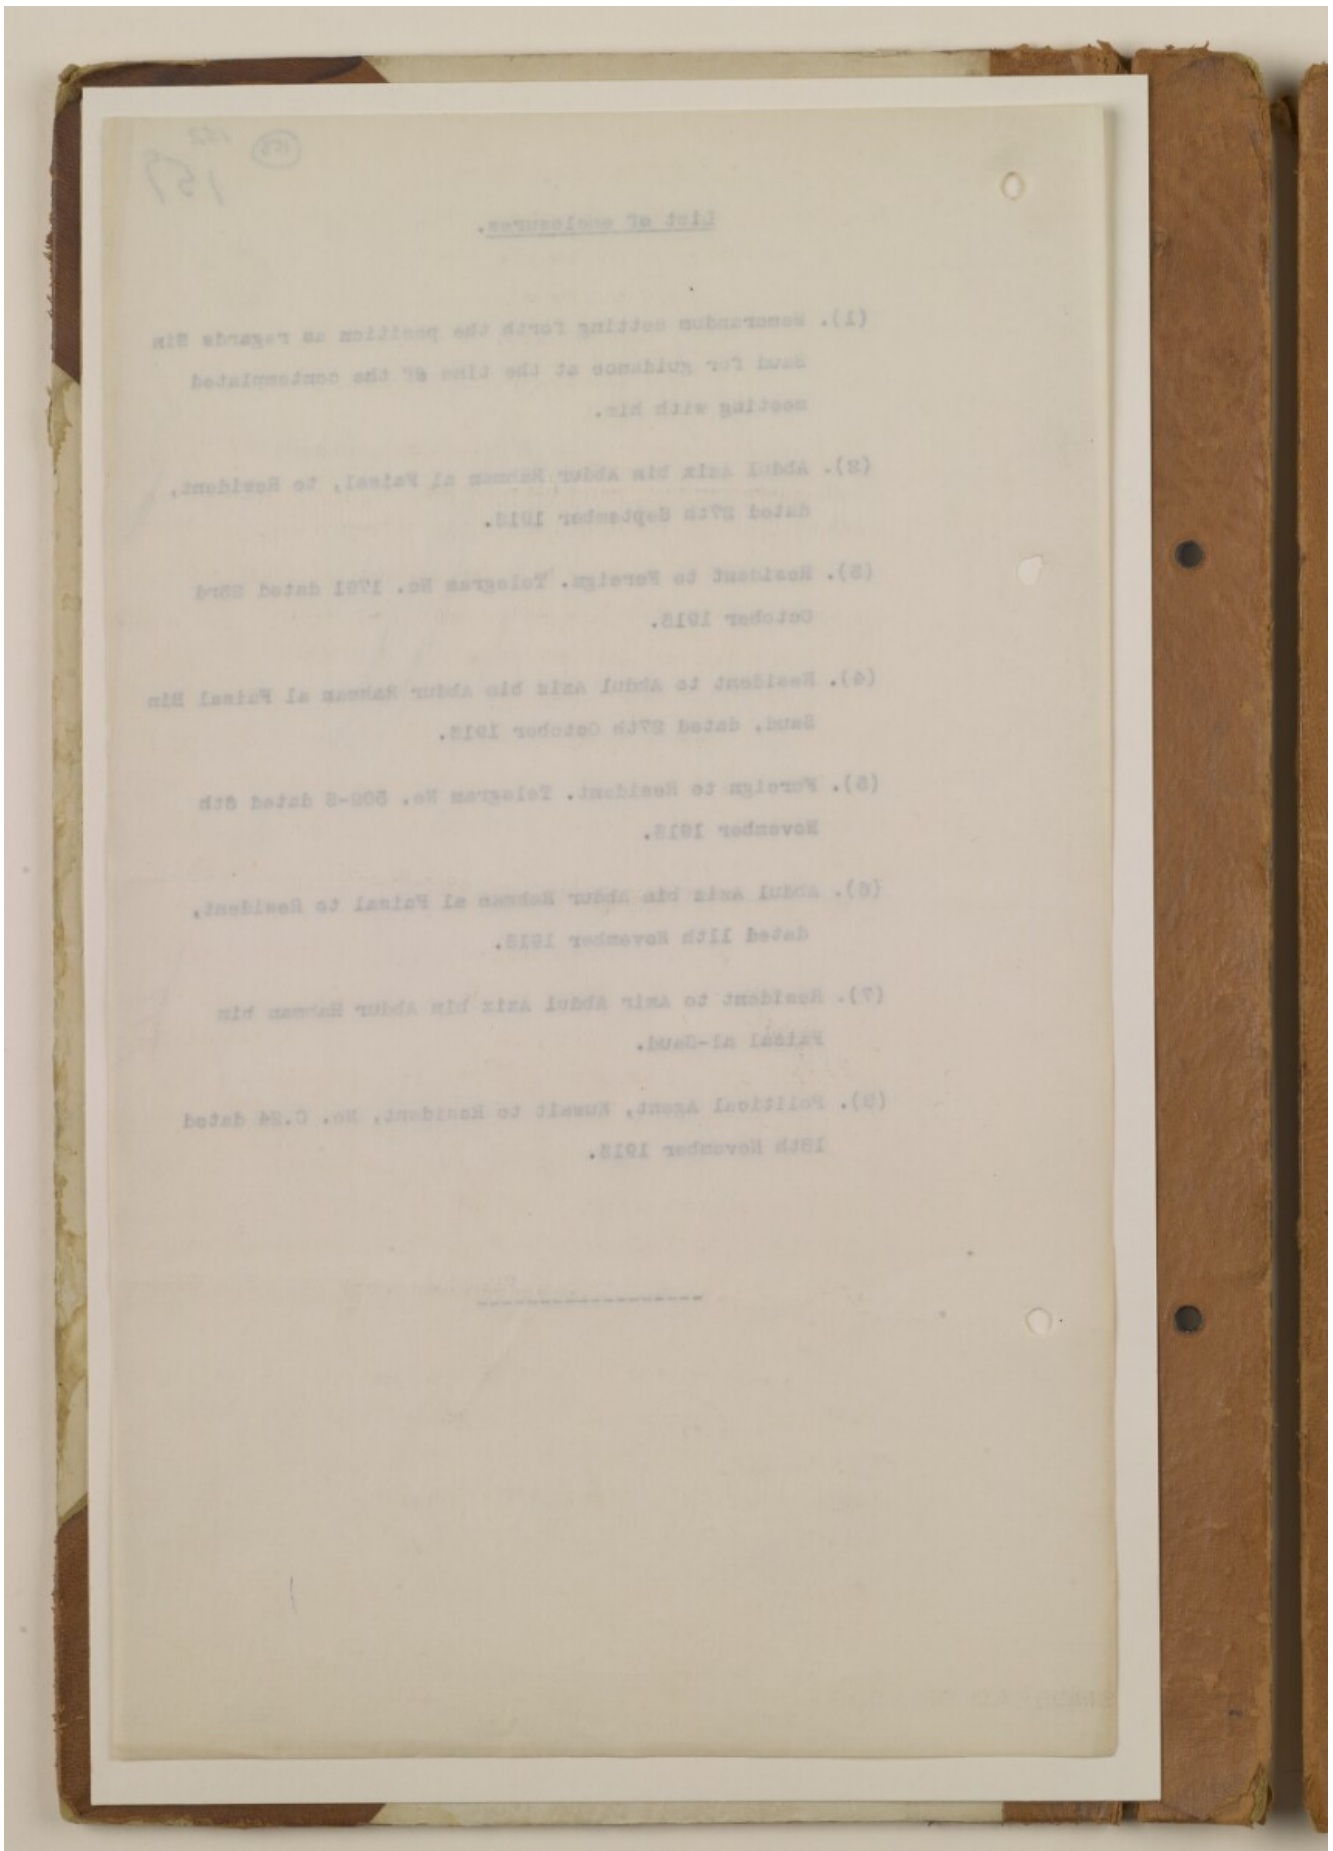 List of enclosures.
(1). Memorandum setting forth the position as regards Bin
Saud for guidance at the time of the contemplated
meeting with him.
(2). Abdul Aziz bin Abdur Rahman al Faisal, to Resident,
dated 27th September 1913.
(3). Resident to Foreign. Telegram No. 1791 dated 23rd
October 1913.
(4). Resident to Abdul Aziz bin Abdur Rahman al Faisal Bin
Saud, dated 27th October 1913.
(5). Foreign to Resident. Telegram No. 502-S dated 6th
November 1913.
(6). Abdul Aziz bin Abdur Rahman al Faisal to Resident,
dated 11th November 1913.
(7). Resident to Amir Abdul Aziz bin Abdur Rahman bin
Faisal al-Saud.
Political Agent, Kuwait to Resident, No. C.24 dated
November 1913.